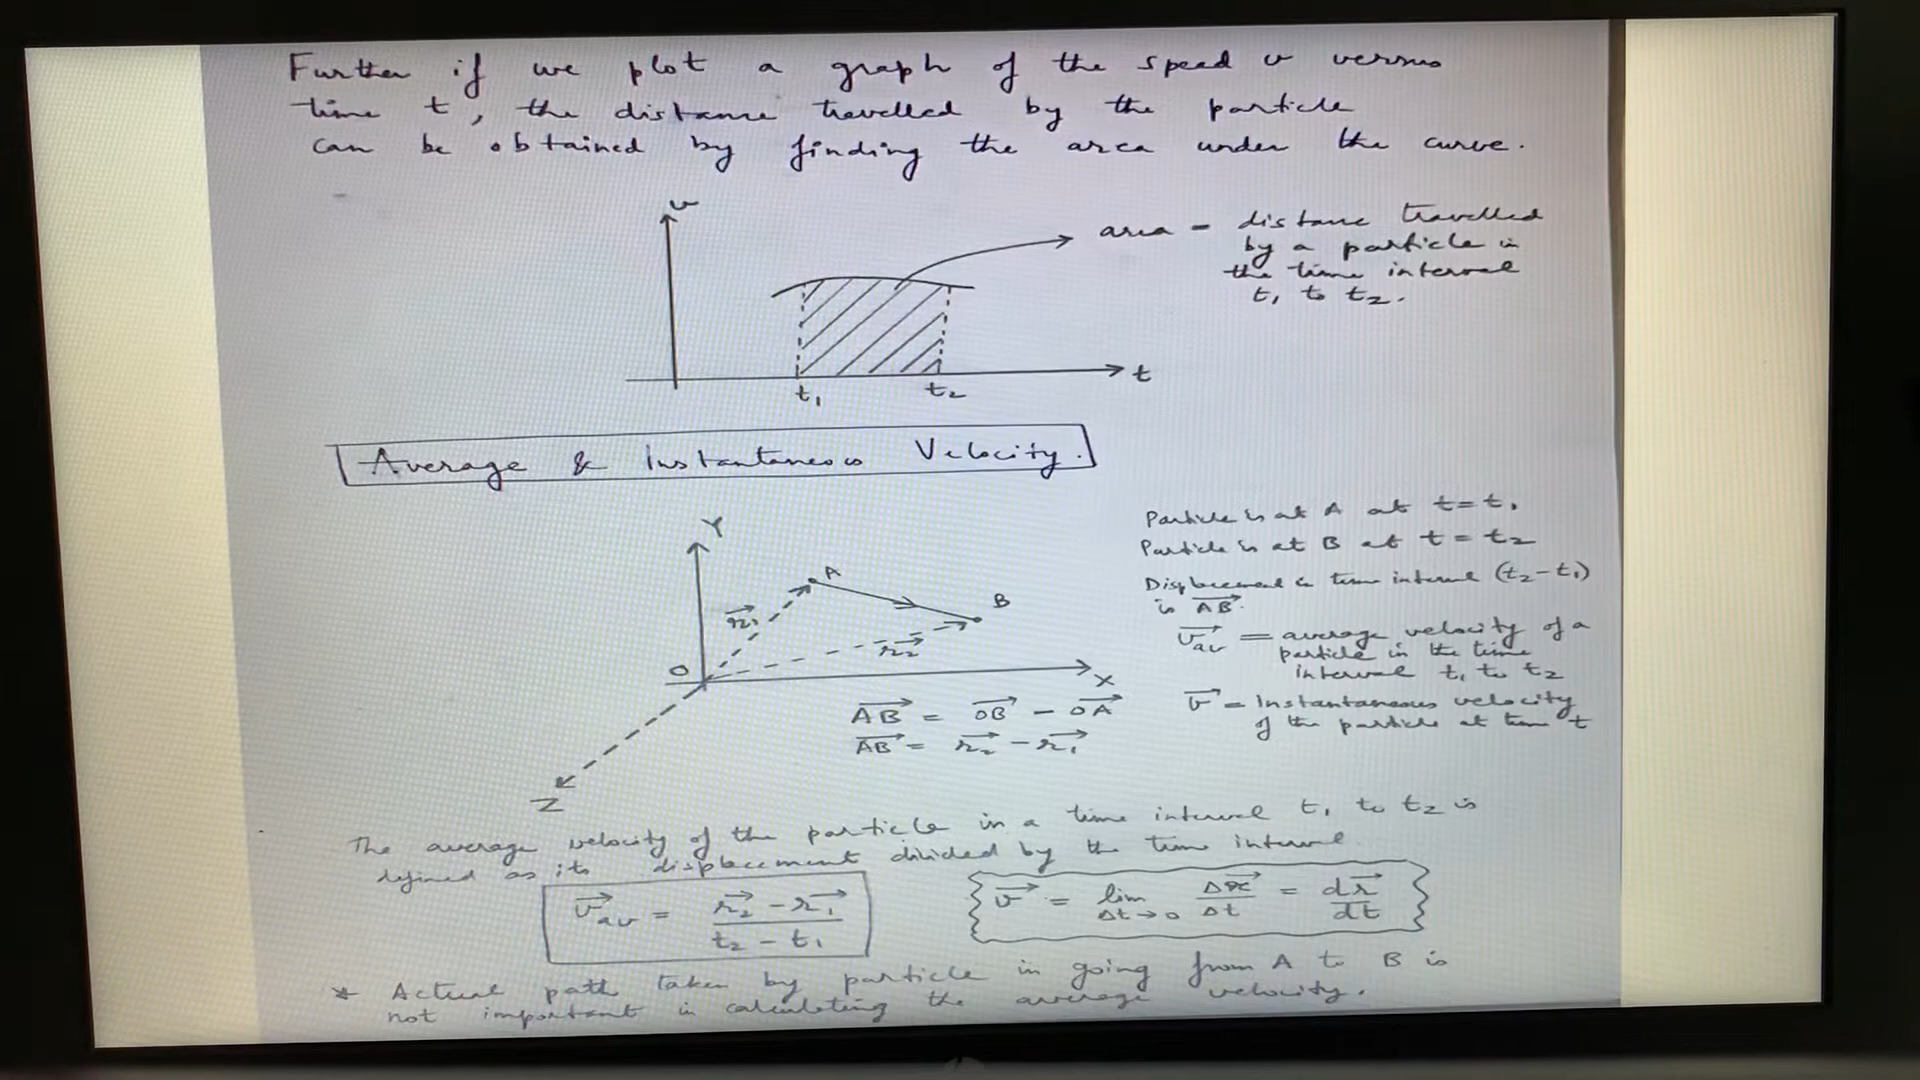 Further if we plot a graph of the speed v versus
time t, the distance travelled by the particle
can be obtained by finding the area under the curve.
v
area = distance travelled
by a particle in
the time interval
t₁ to t₂.
t
t₁ t₂
Average & Instantaneous Velocity.
Y
A
B
r₁
r₂
O
X
Z
Particle is at A at t = t₁
Particle is at B at t = t₂
Displacement in time interval (t₂ - t₁)
is AB.
v⃗av = average velocity of a
particle in the time
interval t₁ to t₂
v⃗ = Instantaneous velocity
of the particle at time t
AB⃗ = OB⃗ - OA⃗
AB⃗ = r₂⃗ - r₁⃗
The average velocity of the particle in a time interval t₁ to t₂ is
defined as its displacement divided by the time interval.
v⃗av = (r₂⃗ - r₁⃗) / (t₂ - t₁)
v⃗ = lim Δt→0 Δr⃗/Δt = dr⃗/dt
* Actual path taken by particle in going from A to B is
not important in calculating the average velocity.